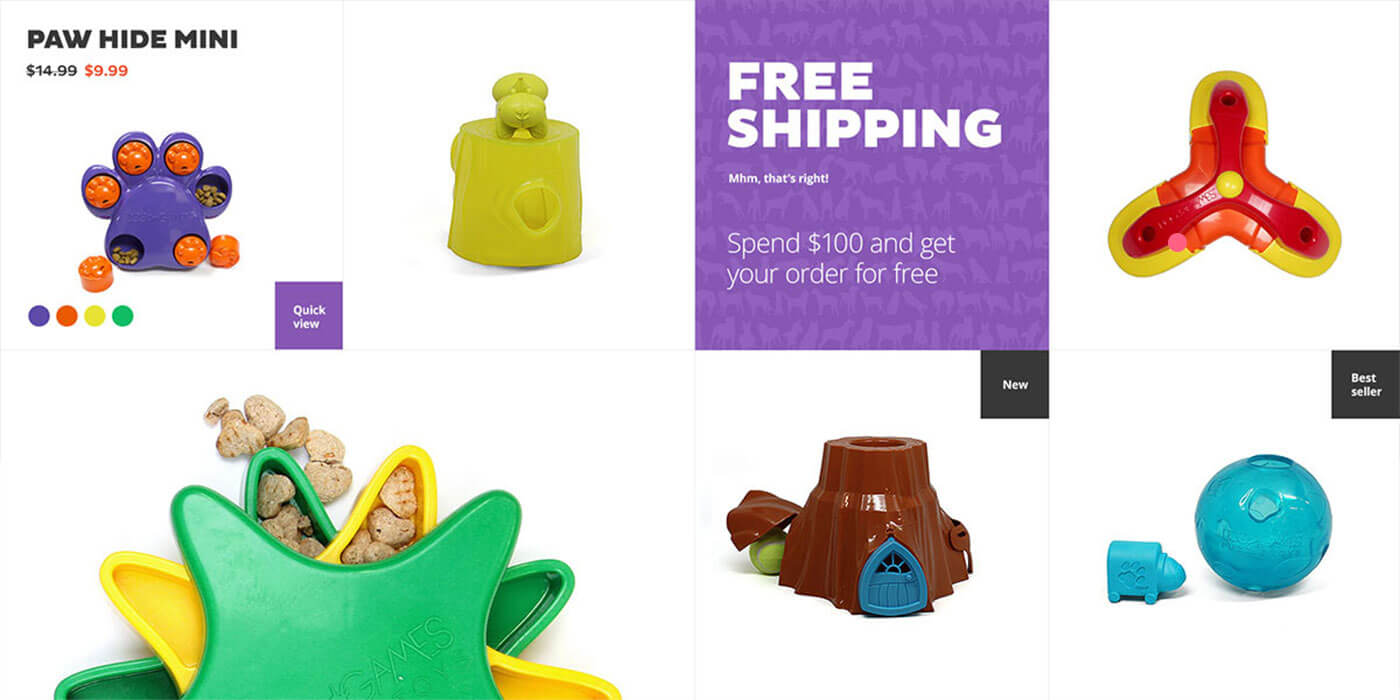 PAW HIDE MINI
$14.99 $9.99
Quick
view
FREE
SHIPPING
Mhm, that's right!
Spend $100 and get
your order for free
New
Best
seller
GAMES